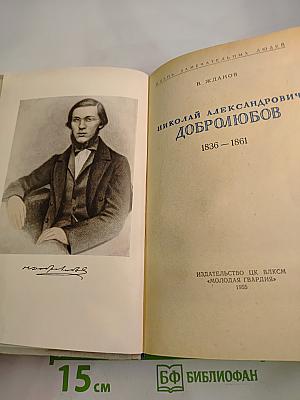 ЖИЗНЬ ЗАМЕЧАТЕЛЬНЫХ ЛЮДЕЙ
В. ЖДАНОВ
НИКОЛАЙ АЛЕКСАНДРОВИЧ
ДОБРОЛЮБОВ
1836—1861
ИЗДАТЕЛЬСТВО ЦК ВЛКСМ
«МОЛОДАЯ ГВАРДИЯ»
1955
15 см
БФ БИБЛИОФАН